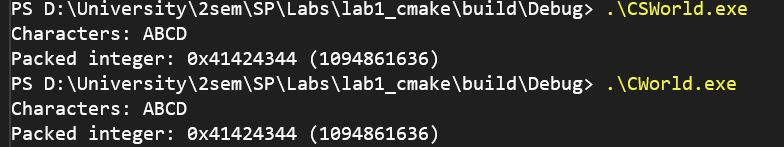 PS D:\University\2sem\SP\Labs\lab1_cmake\build\Debug> .\CSWorld.exe
Characters: ABCD
Packed integer: 0x41424344 (1094861636)
PS D:\University\2sem\SP\Labs\lab1_cmake\build\Debug> .\CWorld.exe
Characters: ABCD
Packed integer: 0x41424344 (1094861636)